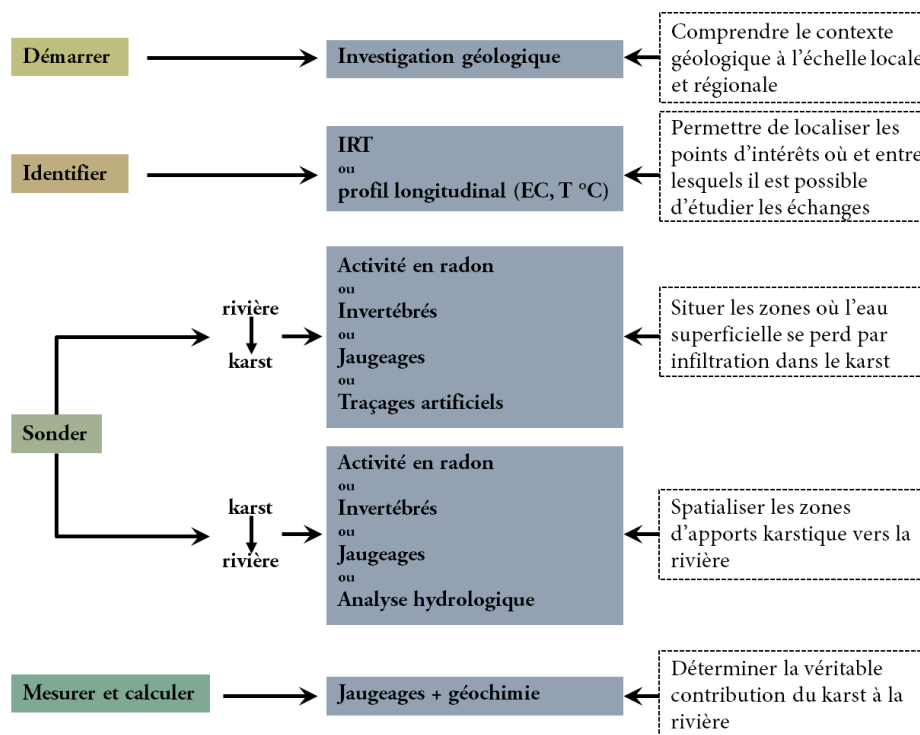 Démarrer
Investigation géologique
Comprendre le contexte
géologique à l'échelle locale
et régionale
Identifier
IRT
ou
profil longitudinal (EC, T °C)
Permettre de localiser les
points d'intérêts où et entre
lesquels il est possible
d'étudier les échanges
Sonder
rivière
karst
Activité en radon
ou
Invertébrés
ou
Jaugeages
ou
Traçages artificiels
Situer les zones où l'eau
superficielle se perd par
infiltration dans le karst
karst
rivière
Activité en radon
ou
Invertébrés
ou
Jaugeages
ou
Analyse hydrologique
Spatialiser les zones
d'apports karstique vers la
rivière
Mesurer et calculer
Jaugeages + géochimie
Déterminer la véritable
contribution du karst à la
rivière